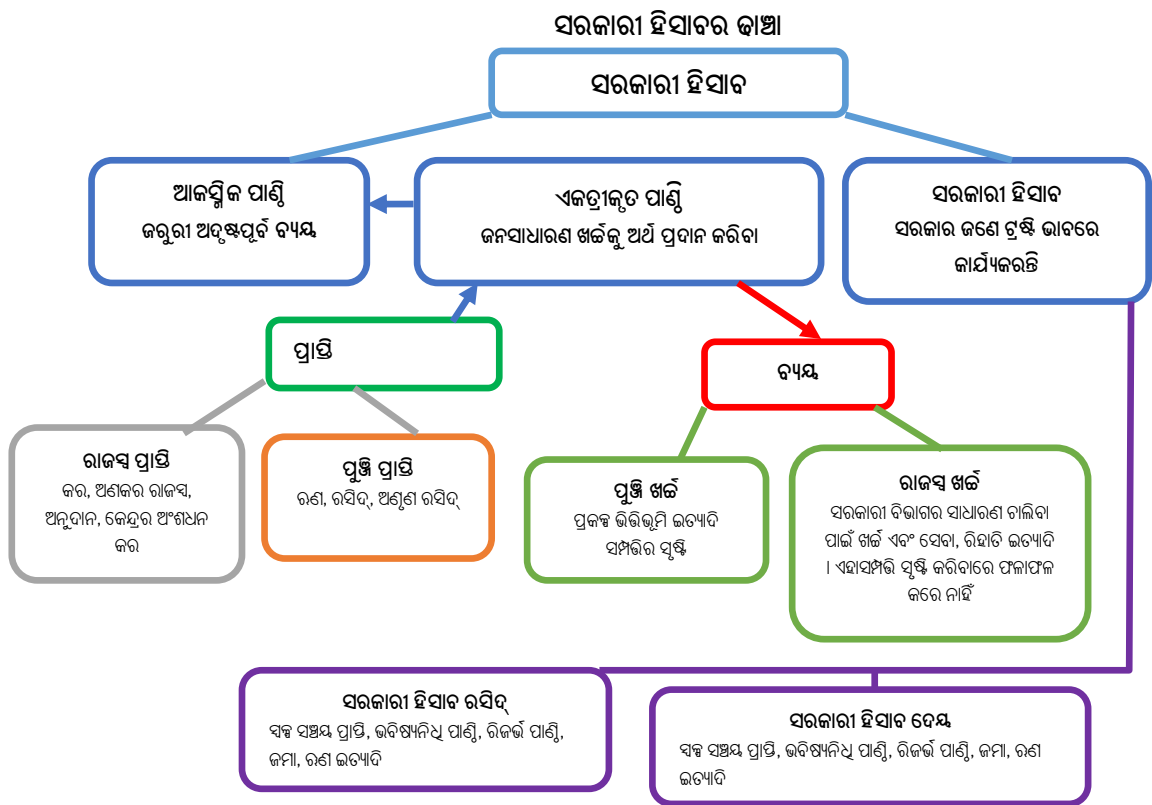 ସରକାରୀ ହିସାବର ଢାଞ୍ଚା
ସରକାରୀ ହିସାବ
ଆକସ୍ମିକ ପାଣ୍ଠି
ଜରୁରୀ ଅଦୃଷ୍ଟପୂର୍ବ ବ୍ୟୟ
ଏକତ୍ରୀକୃତ ପାଣ୍ଠି
ଜନସାଧାରଣ ଖର୍ଚ୍ଚକୁ ଅର୍ଥ ପ୍ରଦାନ କରିବା
ସରକାରୀ ହିସାବ
ସରକାର ଜଣେ ଟ୍ରଷ୍ଟି ଭାବରେ
କାର୍ଯ୍ୟକରନ୍ତି
ପ୍ରାପ୍ତି
ବ୍ୟୟ
ରାଜସ୍ୱ ପ୍ରାପ୍ତି
କର, ଅଣକର ରାଜସ୍ୱ,
ଅନୁଦାନ, କେନ୍ଦ୍ରର ଅଂଶଧନ
କର
ପୁଞ୍ଜି ପ୍ରାପ୍ତି
ଋଣ, ରସିଦ୍, ଅଣୃଣ ରସିଦ୍
ପୁଞ୍ଜି ଖର୍ଚ୍ଚ
ପ୍ରକଳ୍ପ ଭିତ୍ତିଭୂମି ଇତ୍ୟାଦି
ସମ୍ପତ୍ତିର ସୃଷ୍ଟି
ରାଜସ୍ୱ ଖର୍ଚ୍ଚ
ସରକାରୀ ବିଭାଗର ସାଧାରଣ ଚାଲିବା
ପାଇଁ ଖର୍ଚ୍ଚ ଏବଂ ସେବା, ରିହାତି ଇତ୍ୟାଦି
। ଏହାସମ୍ପତ୍ତି ସୃଷ୍ଟି କରିବାରେ ଫଳାଫଳ
କରେ ନାହିଁ
ସରକାରୀ ହିସାବ ରସିଦ୍
ସ୍ୱଳ୍ପ ସଞ୍ଚୟ ପ୍ରାପ୍ତି, ଭବିଷ୍ୟନିଧି ପାଣ୍ଠି, ରିଜର୍ଭ ପାଣ୍ଠି,
ଜମା, ଋଣ ଇତ୍ୟାଦି
ସରକାରୀ ହିସାବ ଦେୟ
ସ୍ୱଳ୍ପ ସଞ୍ଚୟ ପ୍ରାପ୍ତି, ଭବିଷ୍ୟନିଧି ପାଣ୍ଠି, ରିଜର୍ଭ ପାଣ୍ଠି, ଜମା, ଋଣ
ଇତ୍ୟାଦି